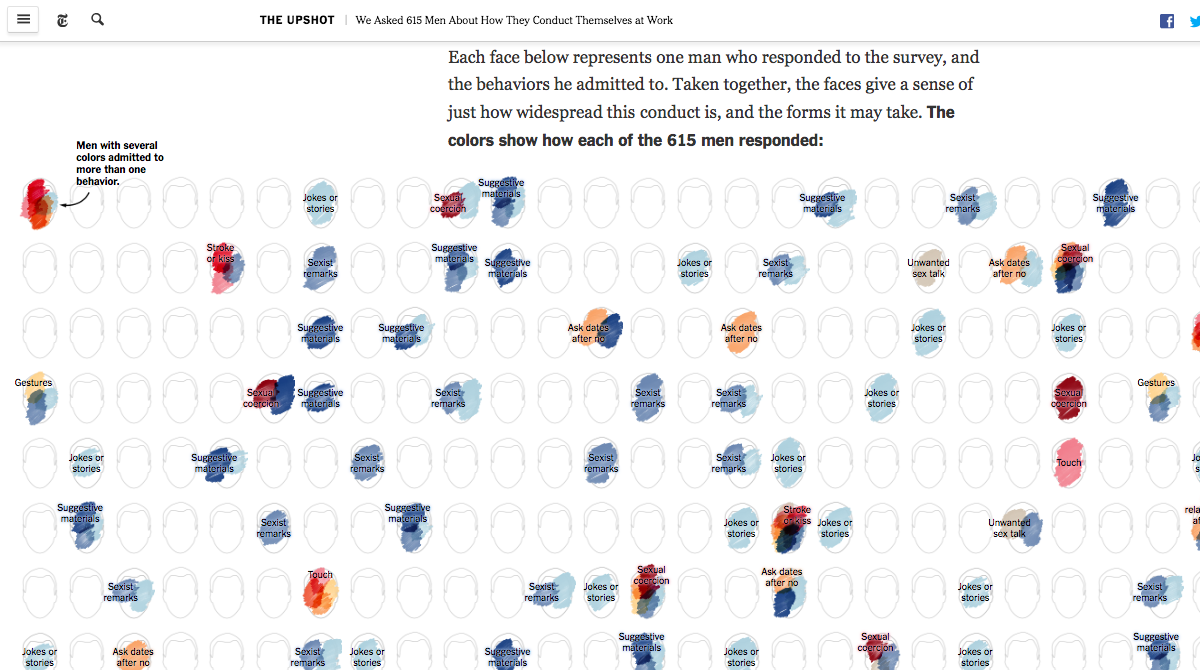 THE UPSHOT | We Asked 615 Men About How They Conduct Themselves at Work
Each face below represents one man who responded to the survey, and
the behaviors he admitted to. Taken together, the faces give a sense of
just how widespread this conduct is, and the forms it may take. The
colors show how each of the 615 men responded:
Men with several
colors admitted to
more than one
behavior.
Jokes or
stories
Sexual
coercion
Suggestive
materials
Suggestive
materials
Sexist
remarks
Suggestive
materials
Stroke
or kiss
Sexist
remarks
Suggestive
materials
Suggestive
materials
Jokes or
stories
Sexist
remarks
Unwanted
sex talk
Ask dates
after no
Sexual
coercion
Suggestive
materials
Suggestive
materials
Ask dates
after no
Ask dates
after no
Jokes or
stories
Jokes or
stories
Gestures
Sexual
coercion
Suggestive
materials
Sexist
remarks
Sexist
remarks
Sexist
remarks
Jokes or
stories
Sexual
coercion
Gestures
Jokes or
stories
Suggestive
materials
Sexist
remarks
Sexist
remarks
Sexist
remarks
Jokes or
stories
Touch
Suggestive
materials
Sexist
remarks
Suggestive
materials
Jokes or
stories
Stroke
or kiss
Jokes or
stories
Unwanted
sex talk
Sexist
remarks
Touch
Sexist
remarks
Jokes or
stories
Sexual
coercion
Ask dates
after no
Jokes or
stories
Sexist
remarks
Jokes or
stories
Ask dates
after no
Sexist
remarks
Jokes or
stories
Suggestive
materials
Suggestive
materials
Jokes or
stories
Sexual
coercion
Jokes or
stories
Suggestive
materials